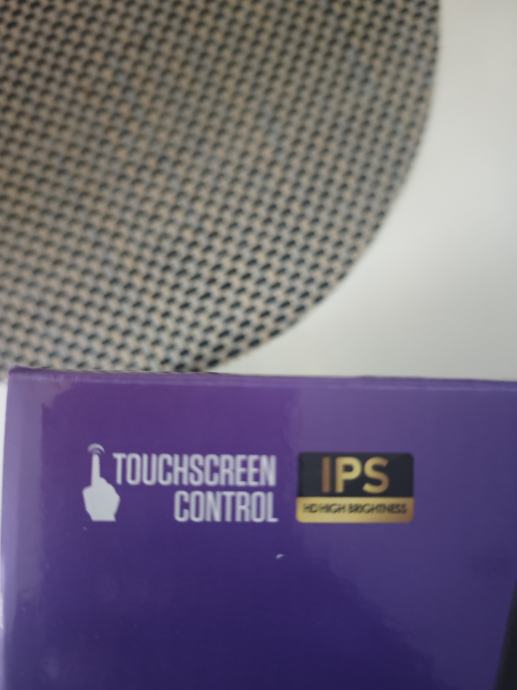 TOUCHSCREEN
CONTROL
IPS
HD HIGH BRIGHTNESS